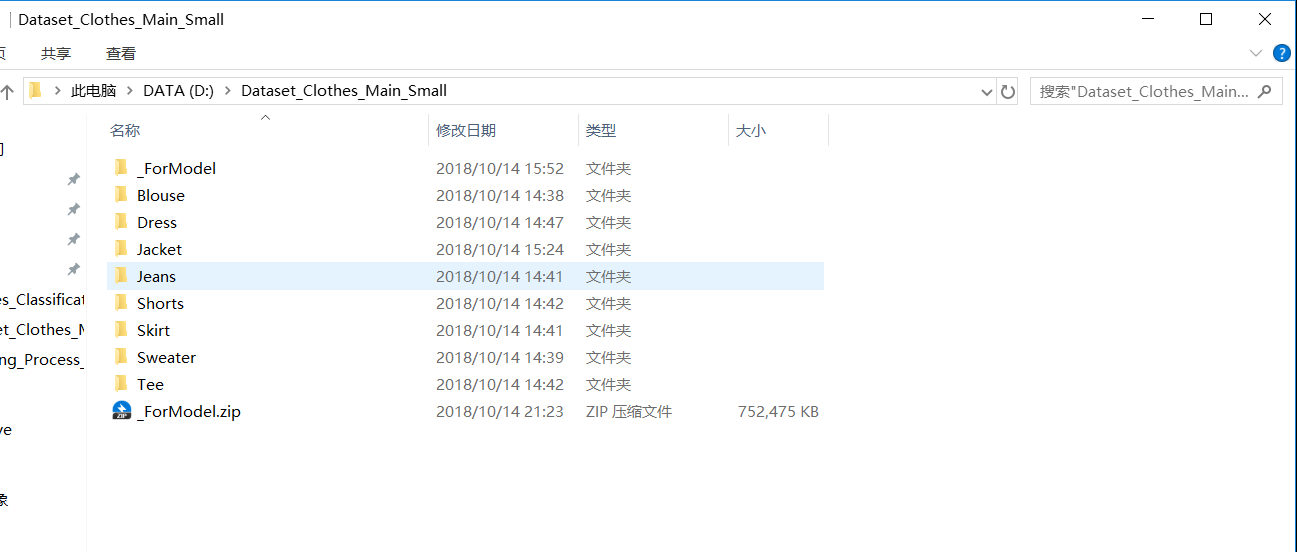 Dataset_Clothes_Main_Small
页 共享 查看
此电脑 DATA (D:) Dataset_Clothes_Main_Small 搜索"Dataset_Clothes_Main...
名称 修改日期 类型 大小
_ForModel 2018/10/14 15:52 文件夹
Blouse 2018/10/14 14:38 文件夹
Dress 2018/10/14 14:47 文件夹
Jacket 2018/10/14 15:24 文件夹
Jeans 2018/10/14 14:41 文件夹
es_Classificat Shorts 2018/10/14 14:42 文件夹
et_Clothes_M Skirt 2018/10/14 14:41 文件夹
ng_Process_ Sweater 2018/10/14 14:39 文件夹
Tee 2018/10/14 14:42 文件夹
ZIP _ForModel.zip 2018/10/14 21:23 ZIP 压缩文件 752,475 KB
ve
象